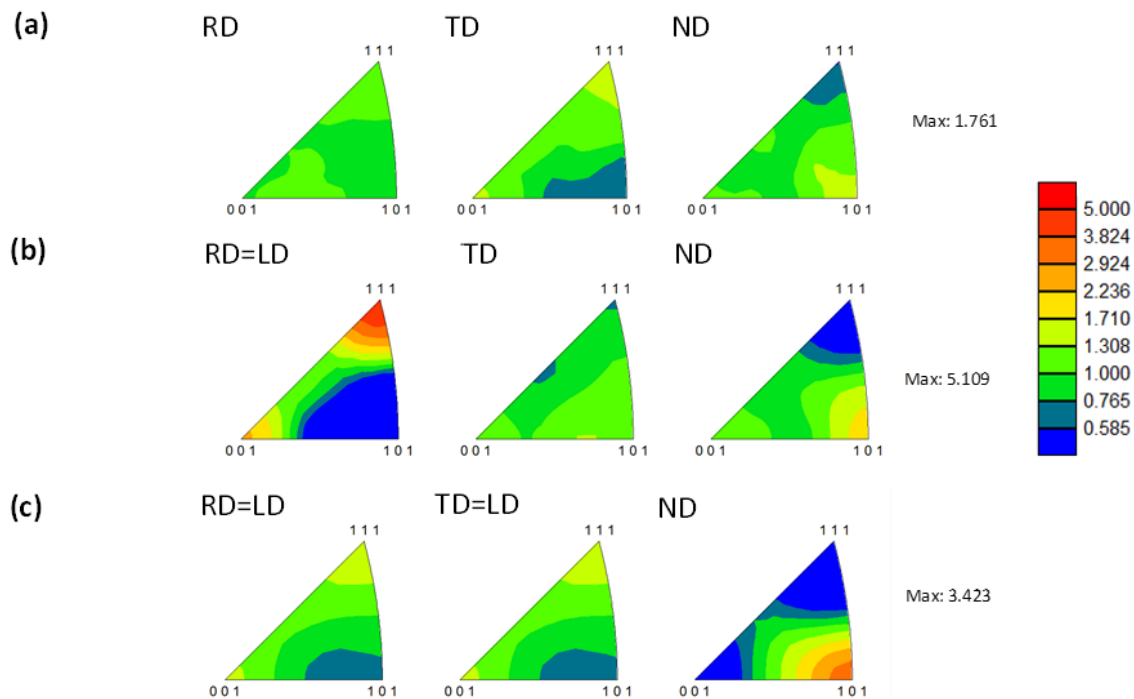 (a)
RD
TD
ND
1 1 1
1 1 1
1 1 1
Max: 1.761
0 0 1
1 0 1
0 0 1
1 0 1
0 0 1
1 0 1
(b)
RD=LD
TD
ND
1 1 1
1 1 1
1 1 1
Max: 5.109
0 0 1
1 0 1
0 0 1
1 0 1
0 0 1
1 0 1
(c)
RD=LD
TD=LD
ND
1 1 1
1 1 1
1 1 1
Max: 3.423
0 0 1
1 0 1
0 0 1
1 0 1
0 0 1
1 0 1
5.000
3.824
2.924
2.236
1.710
1.308
1.000
0.765
0.585